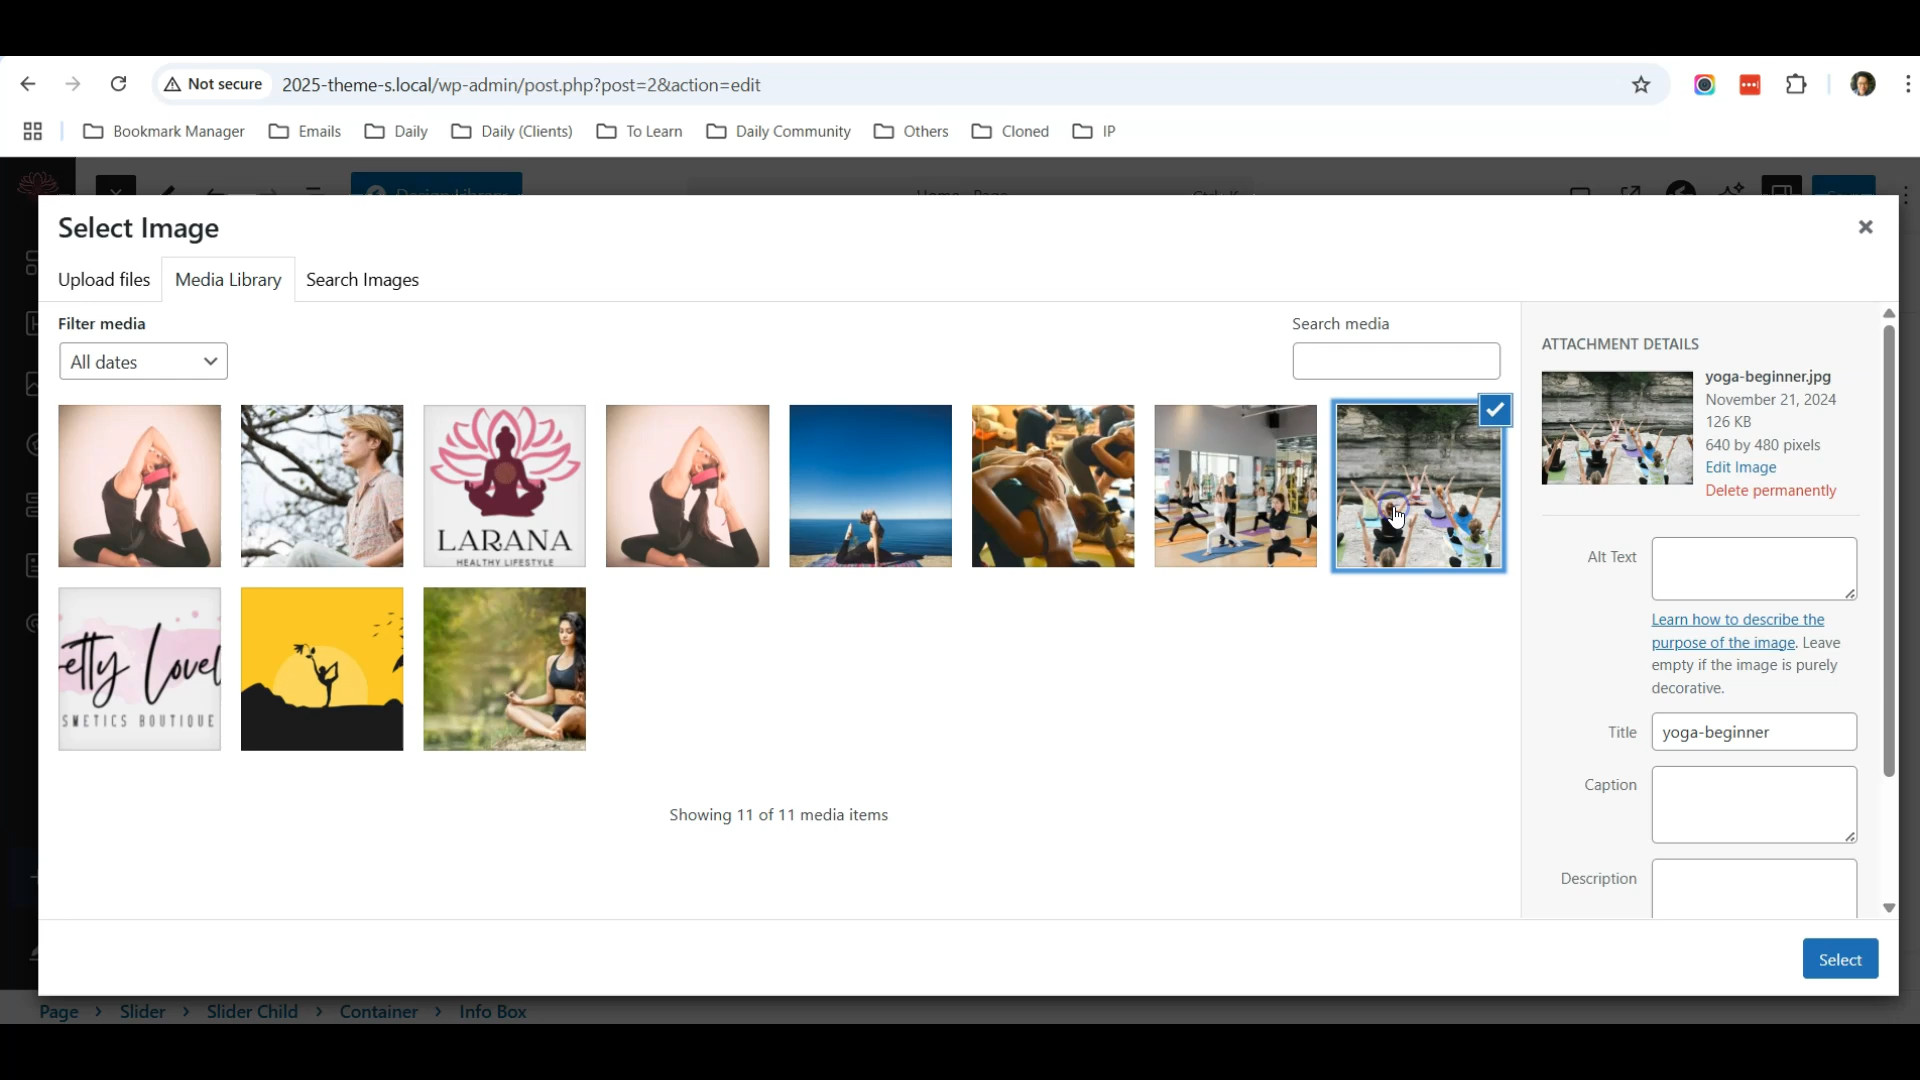 Not secure
2025-theme-s.local/wp-admin/post.php?post=2&action=edit
Bookmark Manager
Emails
Daily
Daily (Clients)
To Learn
Daily Community
Others
Cloned
IP
Select Image
Upload files
Media Library
Search Images
Filter media
All dates
Search media
LARANA
HEALTHY LIFESTYLE
etty Lovel
SMETICS BOUTIQUE
Showing 11 of 11 media items
ATTACHMENT DETAILS
yoga-beginner.jpg
November 21, 2024
126 KB
640 by 480 pixels
Edit Image
Delete permanently
Alt Text
Learn how to describe the
purpose of the image. Leave
empty if the image is purely
decorative.
Title
yoga-beginner
Caption
Description
Select
Page › Slider › Slider Child › Container › Info Box